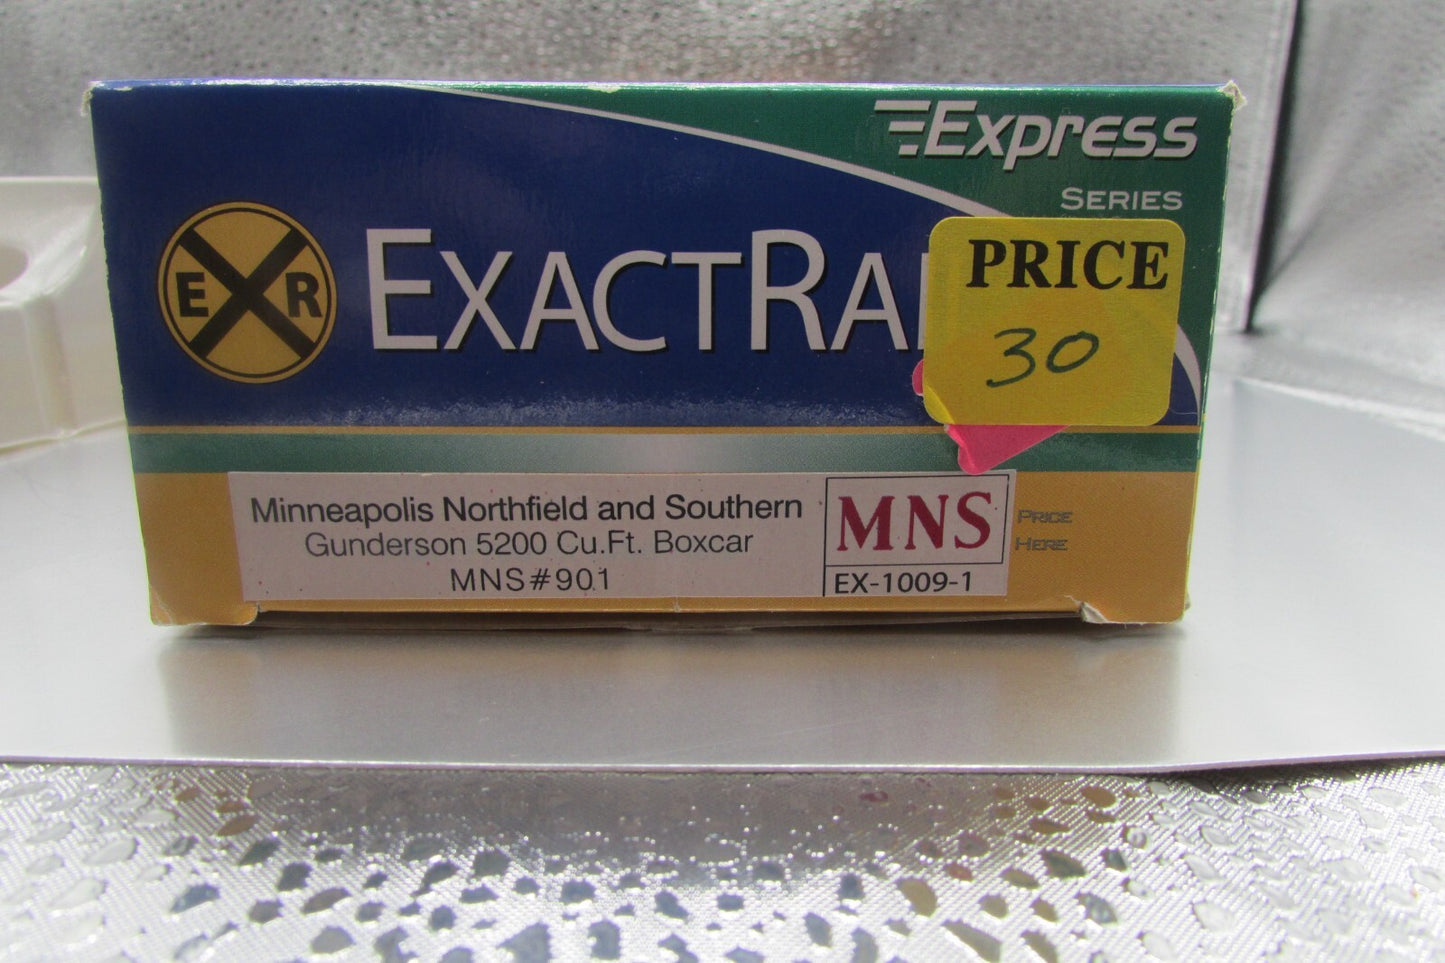 Express
SERIES
E R
EXACTRAI
PRICE
30
Minneapolis Northfield and Southern
Gunderson 5200 Cu.Ft. Boxcar
MNS#901
MNS
EX-1009-1
PRICE
HERE